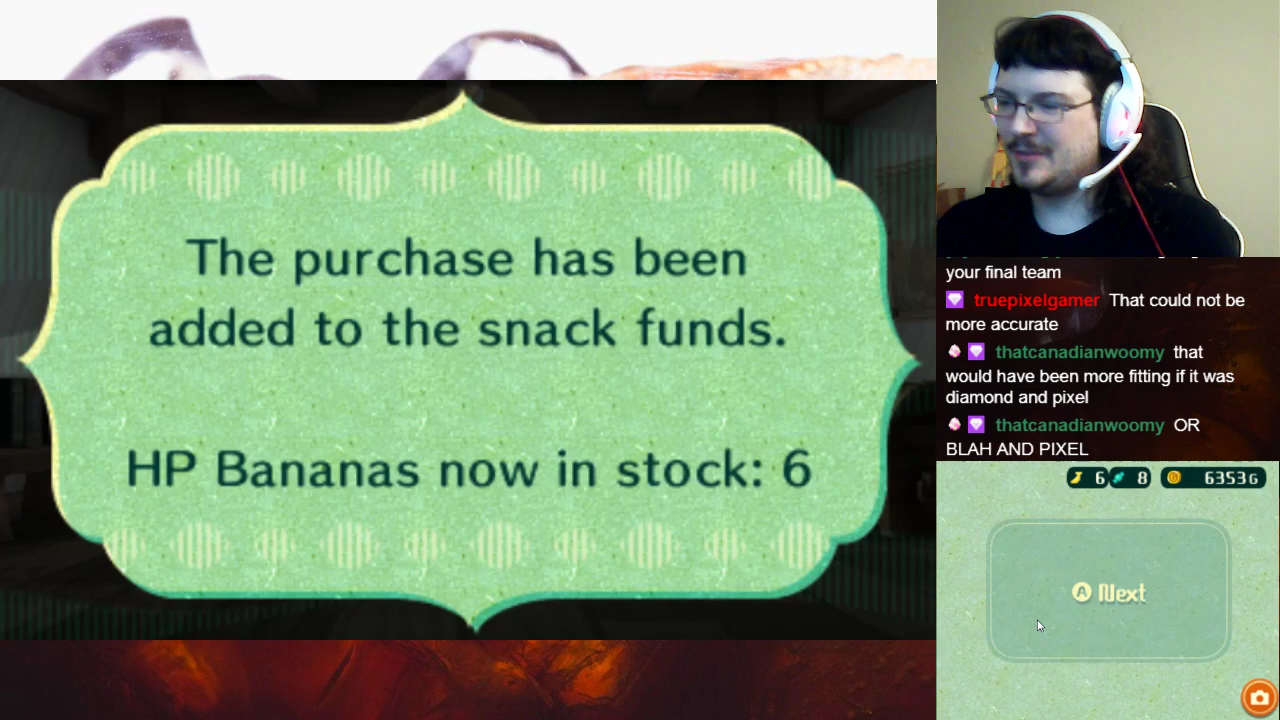 The purchase has been
added to the snack funds.
HP Bananas now in stock: 6
your final team
truepixelgamer That could not be
more accurate
thatcanadianwoomy that
would have been more fitting if it was
diamond and pixel
thatcanadianwoomy OR
BLAH AND PIXEL
6 8 6353G
A Next